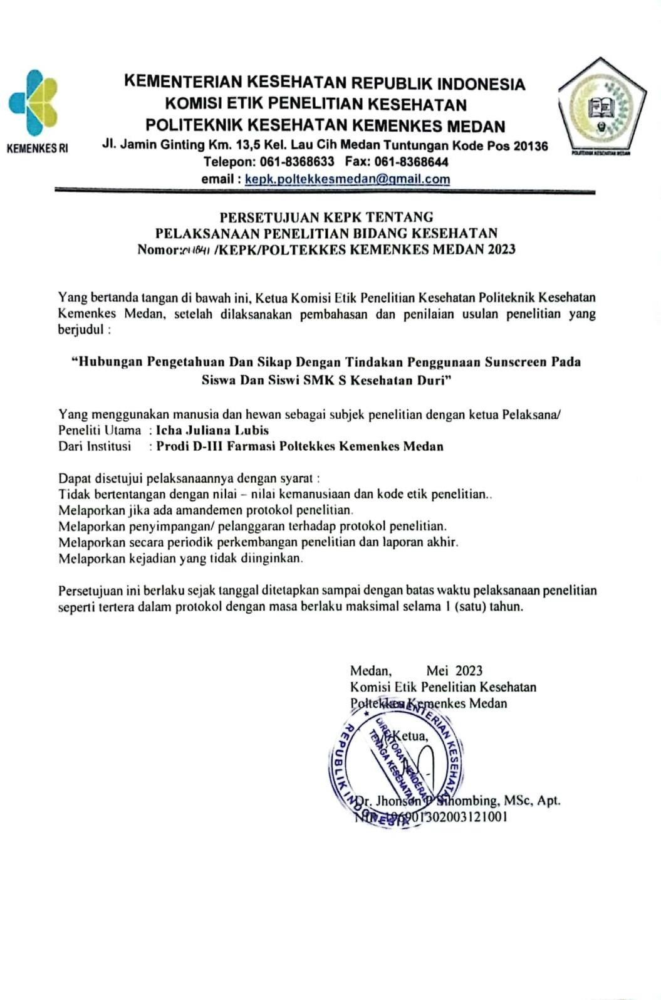 KEMENTERIAN KESEHATAN REPUBLIK INDONESIA
KOMISI ETIK PENELITIAN KESEHATAN
POLITEKNIK KESEHATAN KEMENKES MEDAN
Jl. Jamin Ginting Km. 13,5 Kel. Lau Cih Medan Tuntungan Kode Pos 20136
Telepon: 061-8368633 Fax: 061-8368644
email : kepk.poltekkesmedan@gmail.com
KEMENKES RI
POLITEKNIK KESEHATAN MEDAN
PERSETUJUAN KEPK TENTANG
PELAKSANAAN PENELITIAN BIDANG KESEHATAN
Nomor: /KEPK/POLTEKKES KEMENKES MEDAN 2023
Yang bertanda tangan di bawah ini, Ketua Komisi Etik Penelitian Kesehatan Politeknik Kesehatan
Kemenkes Medan, setelah dilaksanakan pembahasan dan penilaian usulan penelitian yang
berjudul :
“Hubungan Pengetahuan Dan Sikap Dengan Tindakan Penggunaan Sunscreen Pada
Siswa Dan Siswi SMK S Kesehatan Duri”
Yang menggunakan manusia dan hewan sebagai subjek penelitian dengan ketua Pelaksana/
Peneliti Utama : Icha Juliana Lubis
Dari Institusi : Prodi D-III Farmasi Poltekkes Kemenkes Medan
Dapat disetujui pelaksanaannya dengan syarat :
Tidak bertentangan dengan nilai – nilai kemanusiaan dan kode etik penelitian..
Melaporkan jika ada amandemen protokol penelitian.
Melaporkan penyimpangan/ pelanggaran terhadap protokol penelitian.
Melaporkan secara periodik perkembangan penelitian dan laporan akhir.
Melaporkan kejadian yang tidak diinginkan.
Persetujuan ini berlaku sejak tanggal ditetapkan sampai dengan batas waktu pelaksanaan penelitian
seperti tertera dalam protokol dengan masa berlaku maksimal selama 1 (satu) tahun.
Medan, Mei 2023
Komisi Etik Penelitian Kesehatan
Poltekkes Kemenkes Medan
Ketua,
KEMENTERIAN KESEHATAN
REPUBLIK INDONESIA
DIREKTORAT JENDERAL
TENAGA KESEHATAN
Dr. Jhonson P Sihombing, MSc, Apt.
NIP. 196901302003121001